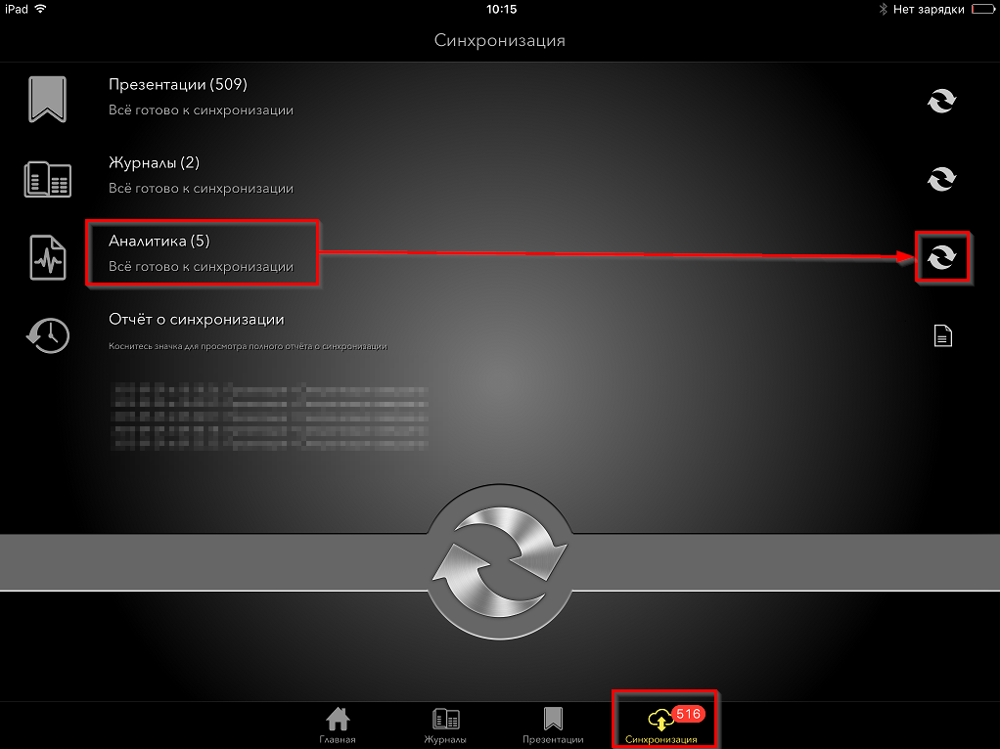 iPad 10:15 Нет зарядки
Синхронизация
Презентации (509)
Всё готово к синхронизации
Журналы (2)
Всё готово к синхронизации
Аналитика (5)
Всё готово к синхронизации
Отчёт о синхронизации
Коснитесь значка для просмотра полного отчёта о синхронизации
516
Главная Журналы Презентации Синхронизация